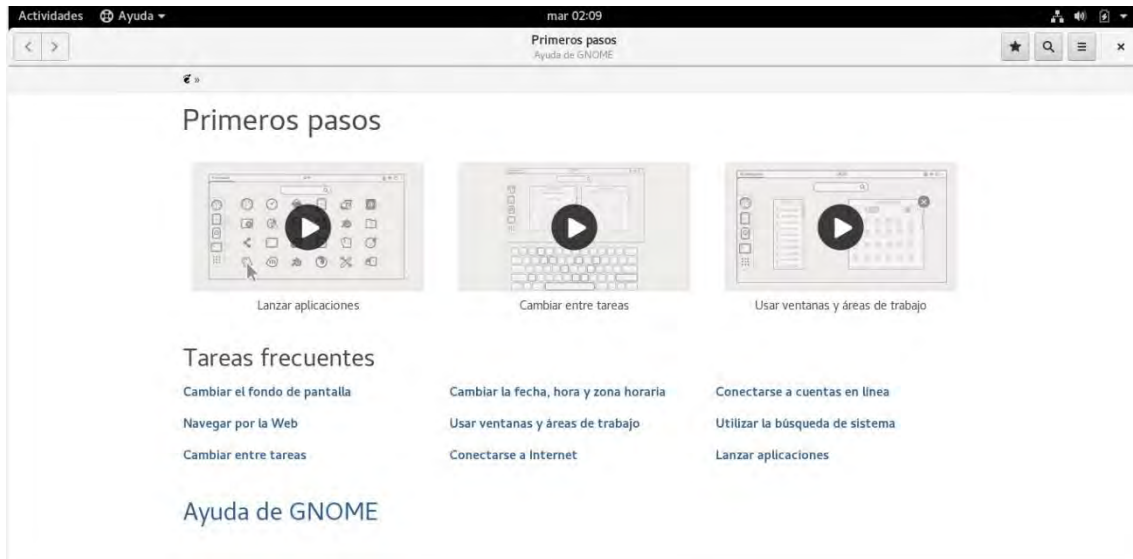 Actividades Ayuda mar 02:09
Primeros pasos
Ayuda de GNOME
»
Primeros pasos
Lanzar aplicaciones Cambiar entre tareas Usar ventanas y áreas de trabajo
Tareas frecuentes
Cambiar el fondo de pantalla Cambiar la fecha, hora y zona horaria Conectarse a cuentas en línea
Navegar por la Web Usar ventanas y áreas de trabajo Utilizar la búsqueda de sistema
Cambiar entre tareas Conectarse a Internet Lanzar aplicaciones
Ayuda de GNOME